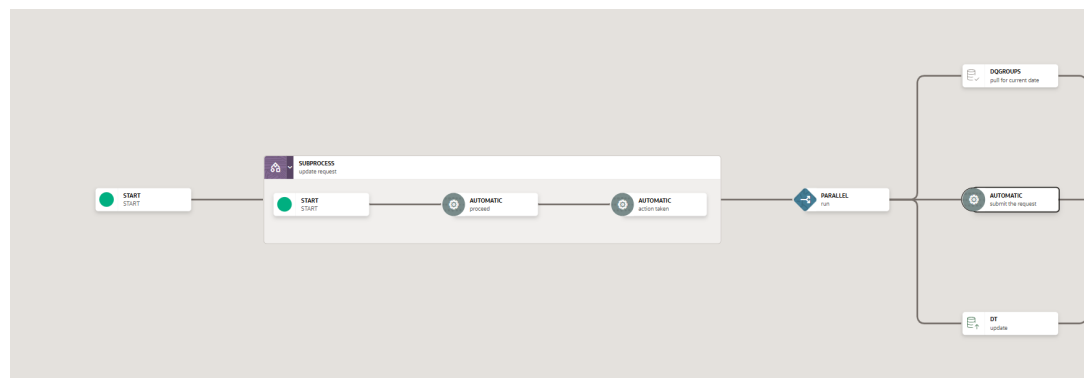 DQGROUPS
pull for current date
SUBPROCESS
update request
START
START
START
START
AUTOMATIC
proceed
AUTOMATIC
action taken
PARALLEL
run
AUTOMATIC
submit the request
DT
update